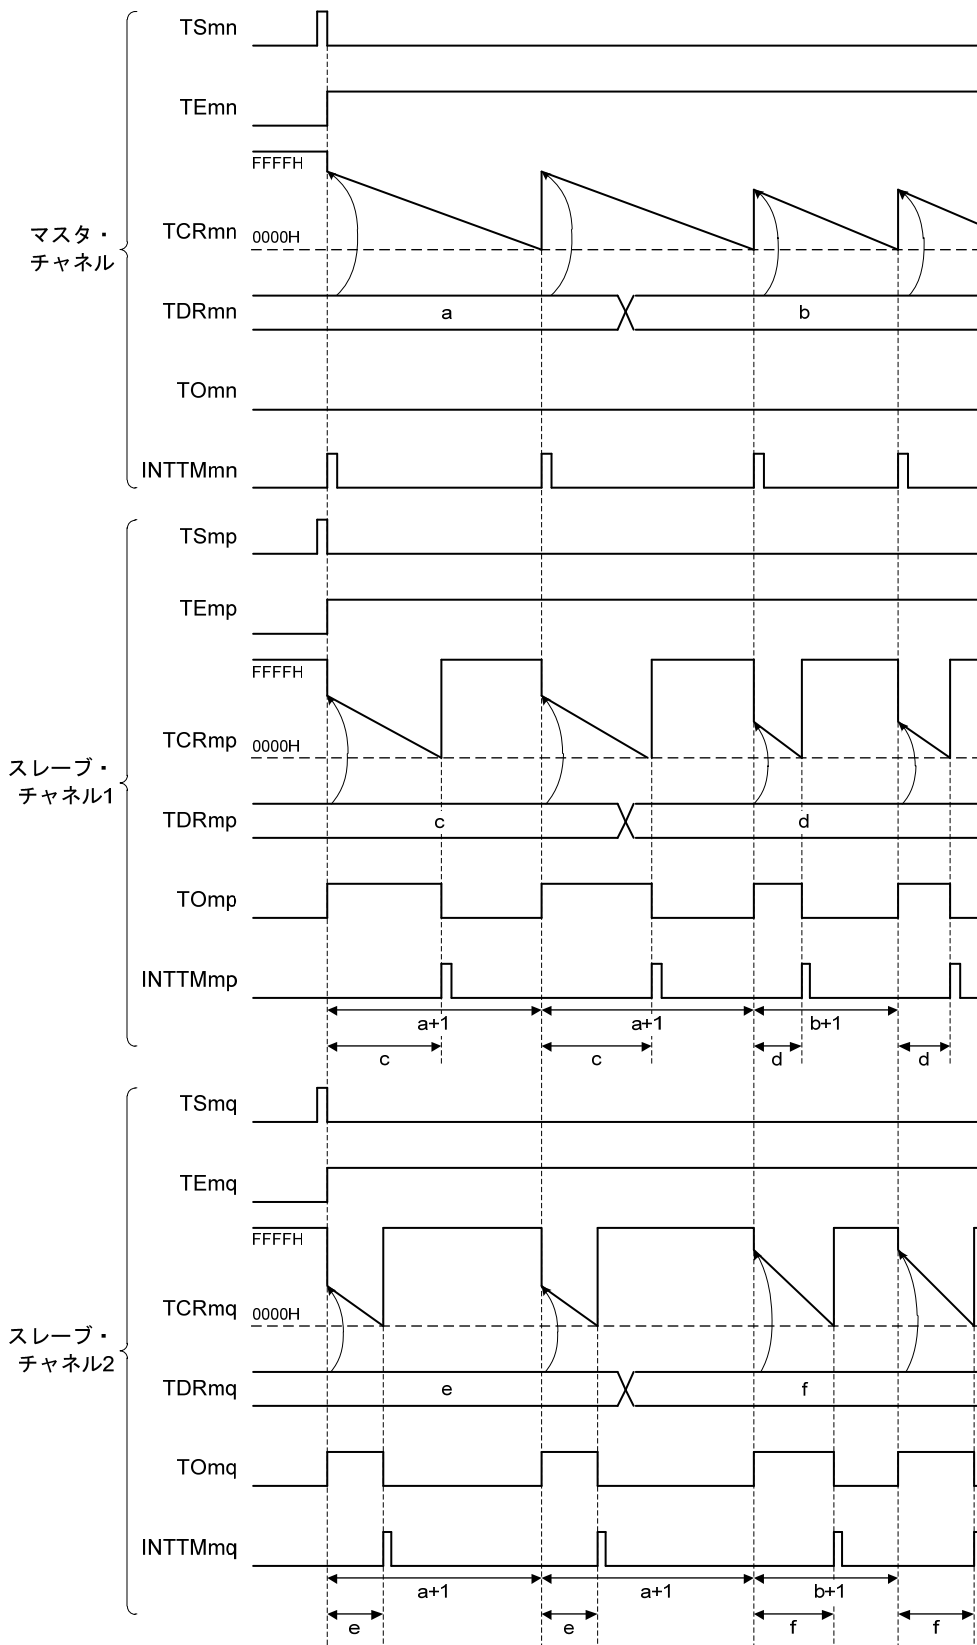 TSmn
TEmn
FFFFH
マスタ・
チャネル
TCRmn
0000H
TDRmn
a
b
TOmn
INTTMmn
TSmp
TEmp
FFFFH
スレーブ・
チャネル1
TCRmp
0000H
TDRmp
c
d
TOmp
INTTMmp
a+1
a+1
b+1
c
c
d
d
TSmq
TEmq
FFFFH
スレーブ・
チャネル2
TCRmq
0000H
TDRmq
e
f
TOmq
INTTMmq
a+1
a+1
b+1
e
e
f
f